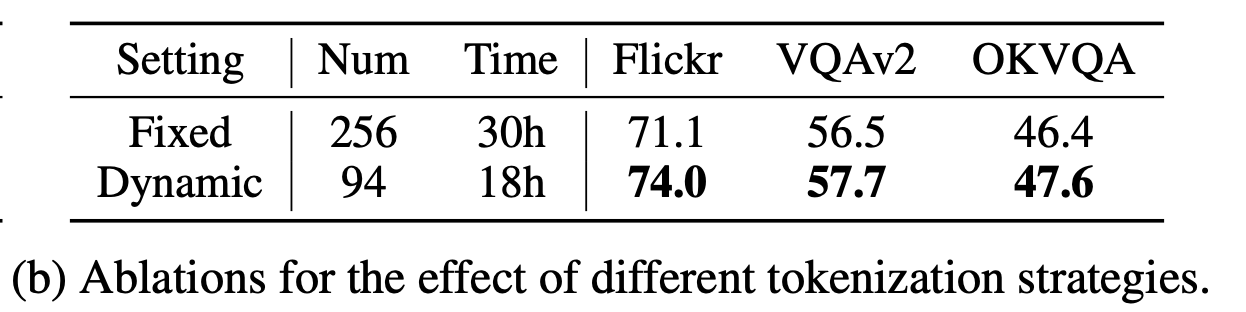 Setting Num Time Flickr VQAv2 OKVQA
Fixed 256 30h 71.1 56.5 46.4
Dynamic 94 18h 74.0 57.7 47.6
(b) Ablations for the effect of different tokenization strategies.